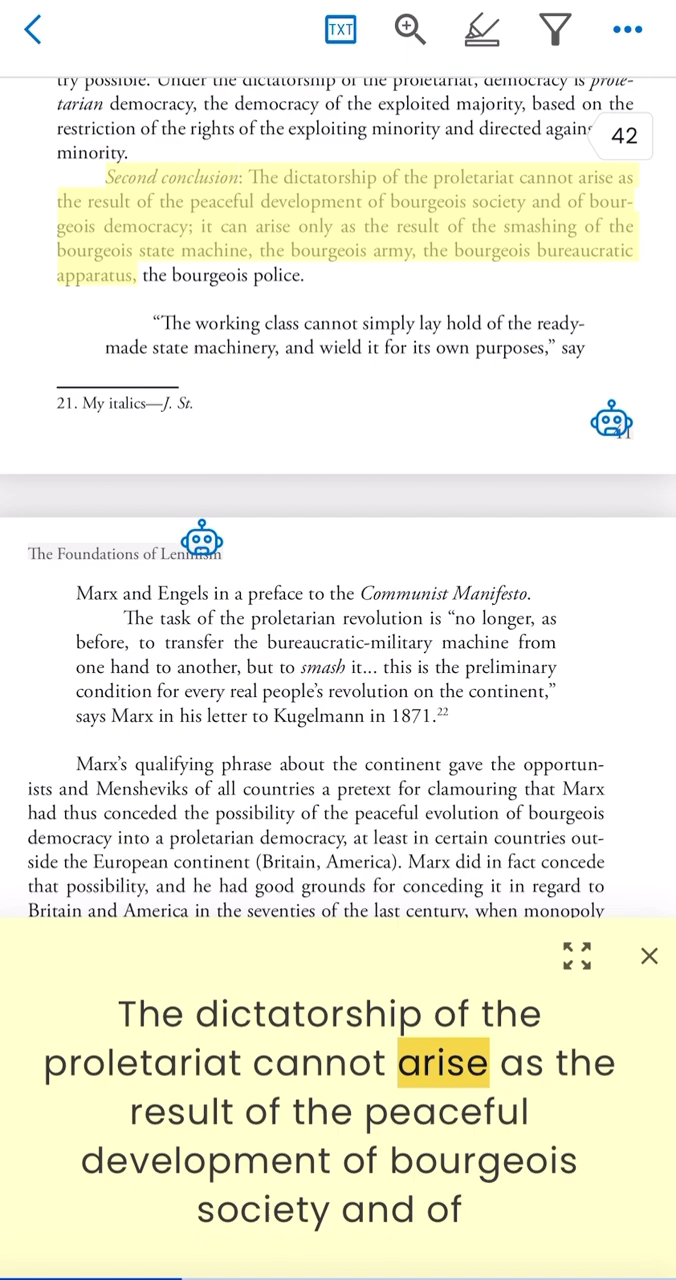 TXT
try possible. Under the dictatorship of the proletariat, democracy is prole-
tarian democracy, the democracy of the exploited majority, based on the
restriction of the rights of the exploiting minority and directed agains
42
minority.
Second conclusion: The dictatorship of the proletariat cannot arise as
the result of the peaceful development of bourgeois society and of bour-
geois democracy; it can arise only as the result of the smashing of the
bourgeois state machine, the bourgeois army, the bourgeois bureaucratic
apparatus, the bourgeois police.
“The working class cannot simply lay hold of the ready-
made state machinery, and wield it for its own purposes,” say
21. My italics—J. St.
The Foundations of Leninism
Marx and Engels in a preface to the Communist Manifesto.
The task of the proletarian revolution is “no longer, as
before, to transfer the bureaucratic-military machine from
one hand to another, but to smash it... this is the preliminary
condition for every real people’s revolution on the continent,”
says Marx in his letter to Kugelmann in 1871.22
Marx’s qualifying phrase about the continent gave the opportun-
ists and Mensheviks of all countries a pretext for clamouring that Marx
had thus conceded the possibility of the peaceful evolution of bourgeois
democracy into a proletarian democracy, at least in certain countries out-
side the European continent (Britain, America). Marx did in fact concede
that possibility, and he had good grounds for conceding it in regard to
Britain and America in the seventies of the last century, when monopoly
The dictatorship of the
proletariat cannot arise as the
result of the peaceful
development of bourgeois
society and of